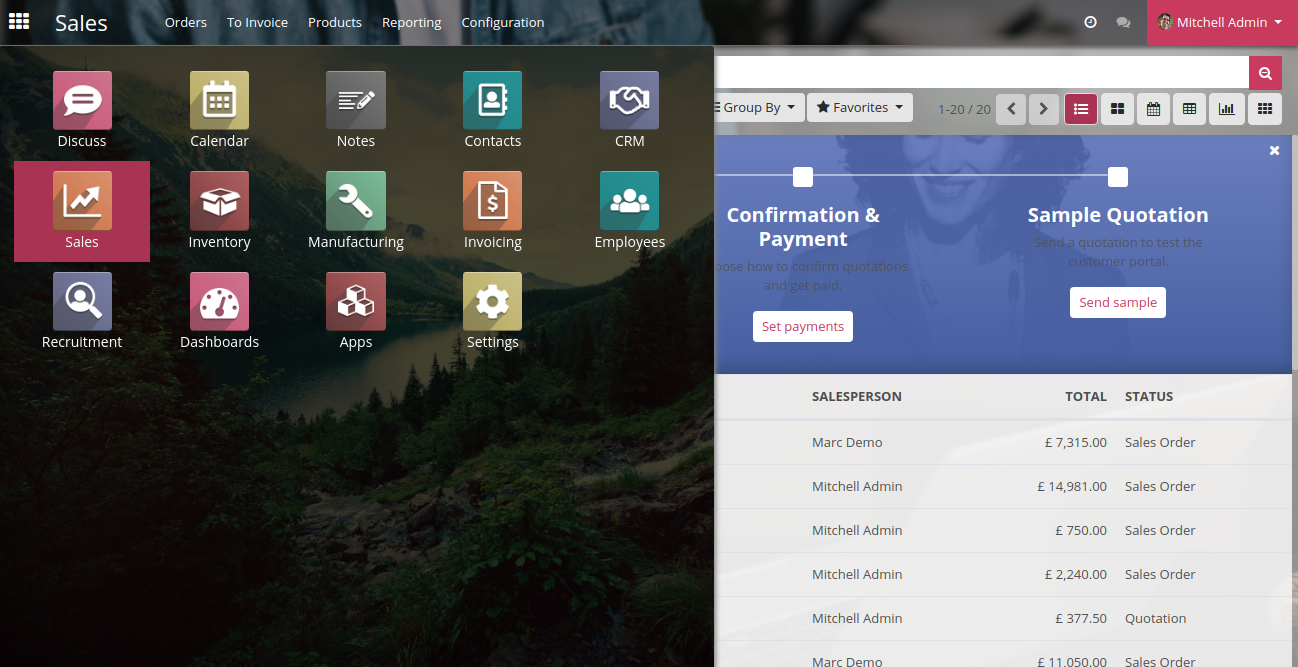 Sales
Orders
To Invoice
Products
Reporting
Configuration
Mitchell Admin
Discuss
Calendar
Notes
Contacts
CRM
Sales
Inventory
Manufacturing
Invoicing
Employees
Recruitment
Dashboards
Apps
Settings
Group By
Favorites
1-20 / 20
Confirmation &
Payment
oose how to confirm quotations
and get paid.
Set payments
Sample Quotation
Send a quotation to test the
customer portal.
Send sample
SALESPERSON TOTAL STATUS
Marc Demo £ 7,315.00 Sales Order
Mitchell Admin £ 14,981.00 Sales Order
Mitchell Admin £ 750.00 Sales Order
Mitchell Admin £ 2,240.00 Sales Order
Mitchell Admin £ 377.50 Quotation
Marc Demo £ 11,050.00 Sales Order